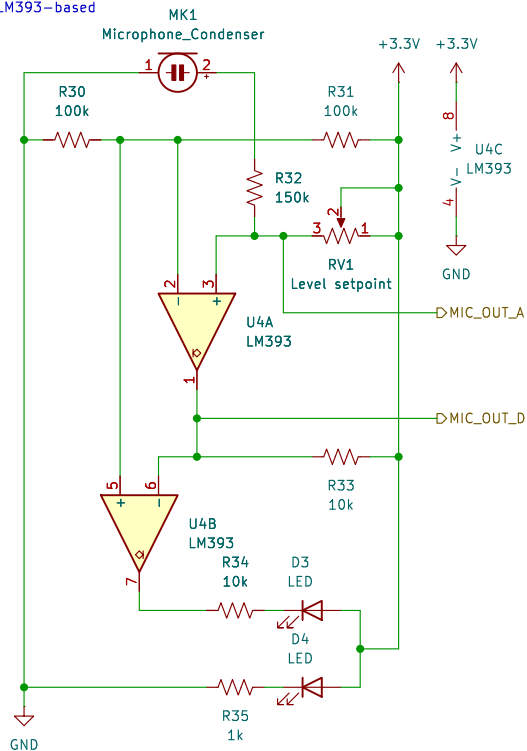 LM393-based
MK1
Microphone_Condenser
+3.3V
+3.3V
1
2
+
R30
100k
R31
100k
8
V+
U4C
LM393
V-
4
R32
150k
2
3
1
RV1
Level setpoint
GND
2
3
-
+
U4A
LM393
MIC_OUT_A
1
MIC_OUT_D
R33
10k
5
6
+
-
U4B
LM393
7
R34
10k
D3
LED
D4
LED
R35
1k
GND